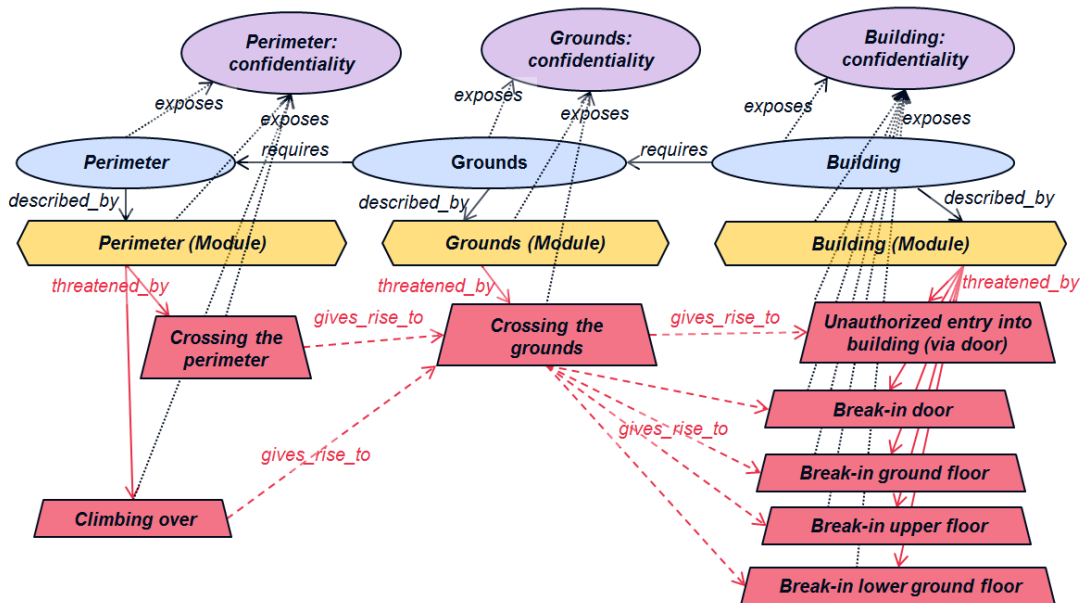 Perimeter:
confidentiality
Grounds:
confidentiality
Building:
confidentiality
exposes
exposes
exposes
exposes
exposes
exposes
Perimeter
requires
Grounds
requires
Building
described_by
described_by
described_by
Perimeter (Module)
Grounds (Module)
Building (Module)
threatened_by
threatened_by
threatened_by
Crossing the
perimeter
gives_rise_to
Crossing the
grounds
gives_rise_to
Unauthorized entry into
building (via door)
Break-in door
gives_rise_to
gives_rise_to
Break-in ground floor
Climbing over
Break-in upper floor
Break-in lower ground floor